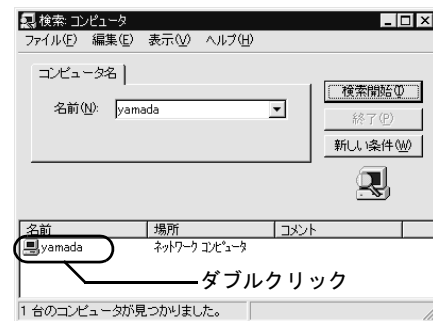 検索: コンピュータ
ファイル(F) 編集(E) 表示(V) ヘルプ(H)
コンピュータ名
名前(N): yamada
検索開始(I)
終了(P)
新しい条件(W)
名前 場所 コメント
yamada ネットワーク コンピュータ
ダブルクリック
1 台のコンピュータが見つかりました。